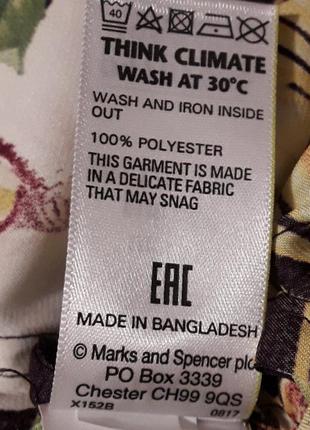 40
THINK CLIMATE
WASH AT 30°C
WASH AND IRON INSIDE
OUT
100% POLYESTER
THIS GARMENT IS MADE
IN A DELICATE FABRIC
THAT MAY SNAG
EAC
MADE IN BANGLADESH
© Marks and Spencer plc
PO Box 3339
Chester CH99 9QS
X152B 0817